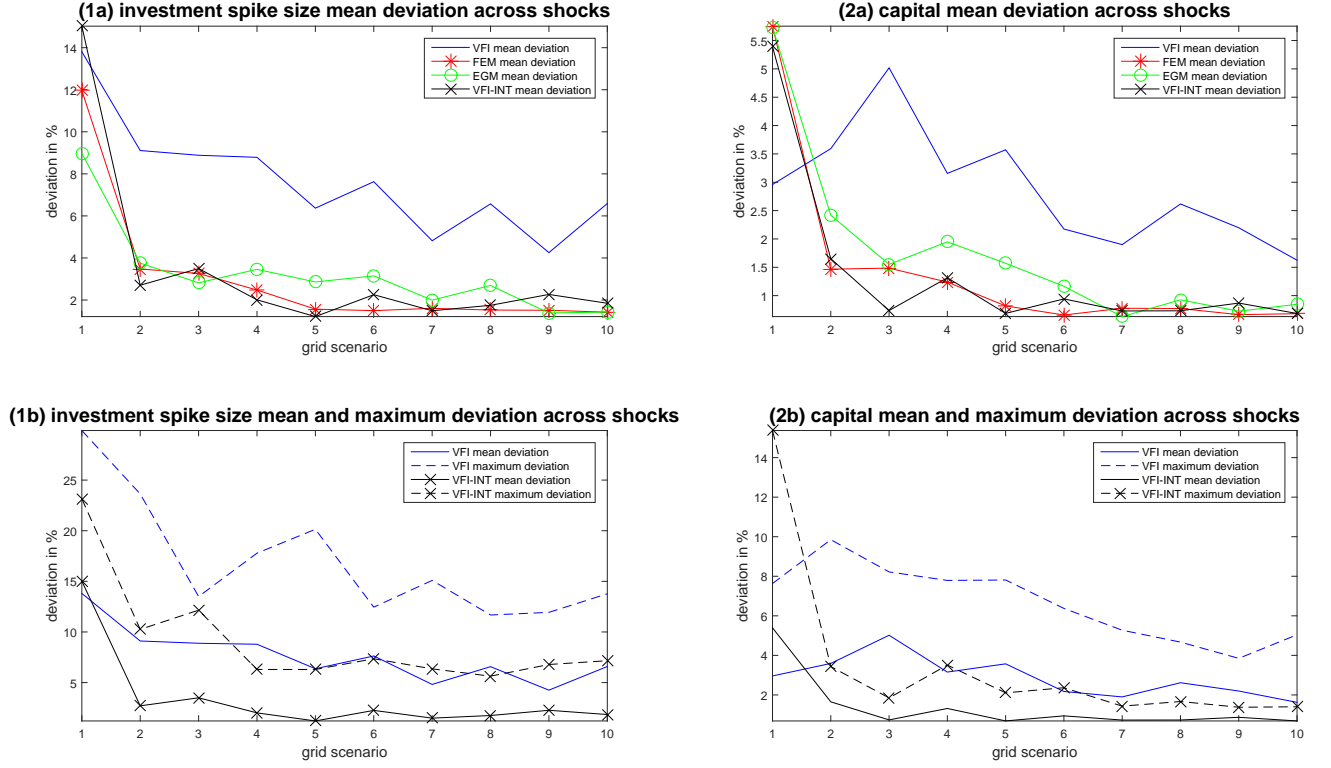 (1a) investment spike size mean deviation across shocks
14
12
10
8
6
4
2
deviation in %
VFI mean deviation
FEM mean deviation
EGM mean deviation
VFI-INT mean deviation
1 2 3 4 5 6 7 8 9 10
grid scenario
(2a) capital mean deviation across shocks
5.75
5.5
4.5
3.5
3
2.5
1.5
1
deviation in %
VFI mean deviation
FEM mean deviation
EGM mean deviation
VFI-INT mean deviation
1 2 3 4 5 6 7 8 9 10
grid scenario
(1b) investment spike size mean and maximum deviation across shocks
25
20
15
10
5
deviation in %
VFI mean deviation
VFI maximum deviation
VFI-INT mean deviation
VFI-INT maximum deviation
1 2 3 4 5 6 7 8 9 10
grid scenario
(2b) capital mean and maximum deviation across shocks
14
12
10
8
6
4
2
deviation in %
VFI mean deviation
VFI maximum deviation
VFI-INT mean deviation
VFI-INT maximum deviation
1 2 3 4 5 6 7 8 9 10
grid scenario